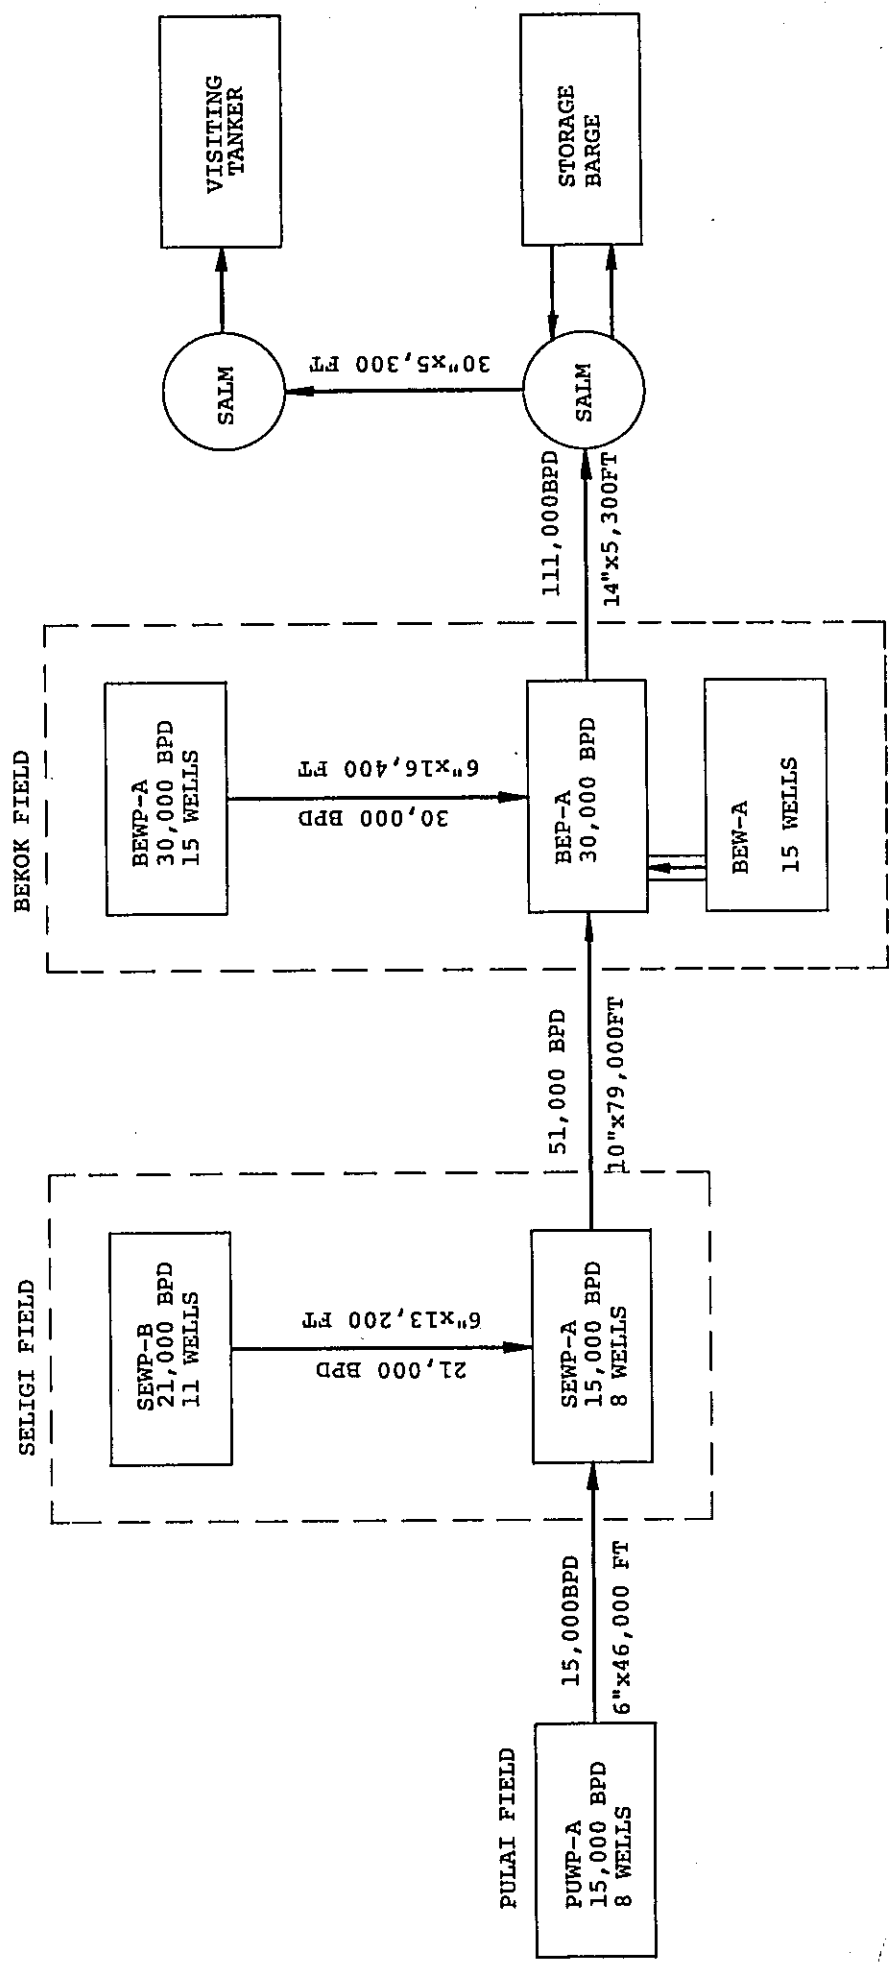 PULAI FIELD
PUWP-A
15,000 BPD
8 WELLS
15,000BPD
6"x46,000 FT
SELIGI FIELD
SEWP-B
21,000 BPD
11 WELLS
6"x13,200 FT
21,000 BPD
SEWP-A
15,000 BPD
8 WELLS
51,000 BPD
10"x79,000FT
BEKOK FIELD
BEWP-A
30,000 BPD
15 WELLS
6"x16,400 FT
30,000 BPD
BEP-A
30,000 BPD
BEW-A
15 WELLS
111,000BPD
14"x5,300FT
SALM
30"x5,300 FT
SALM
VISITING
TANKER
STORAGE
BARGE